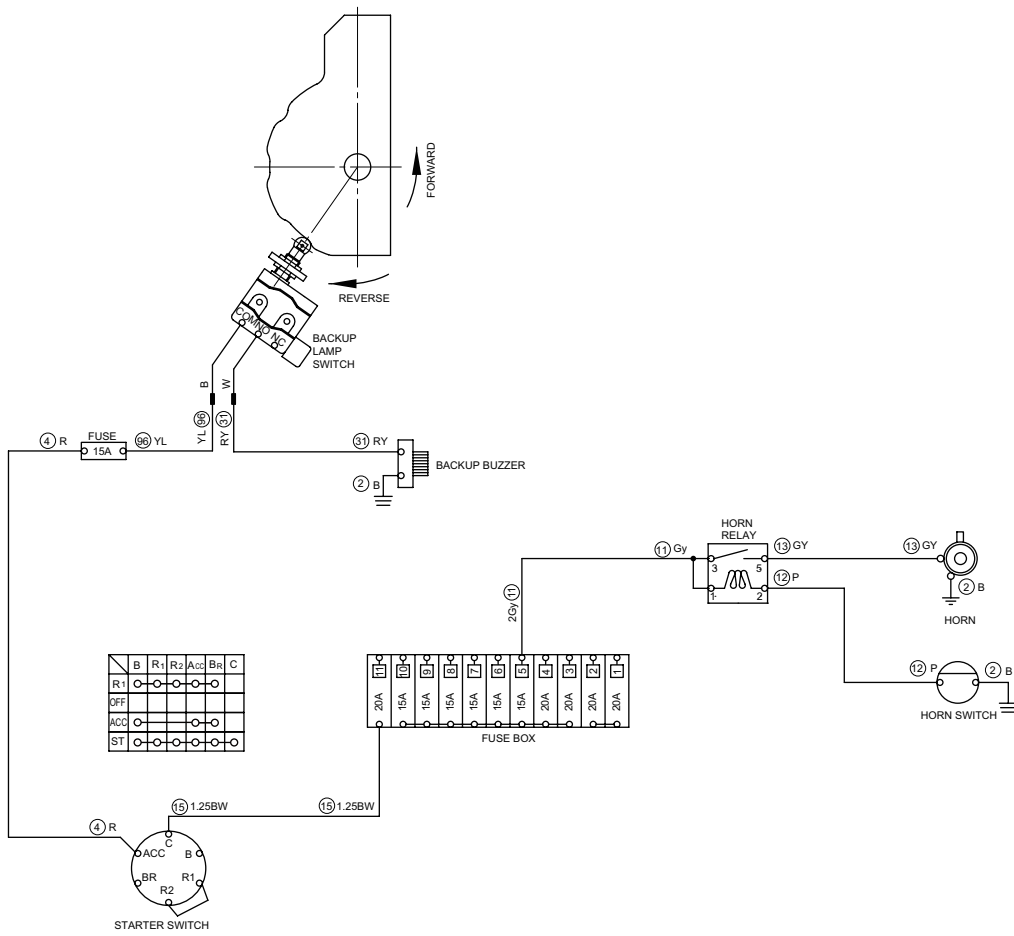 FORWARD
REVERSE
COM NO NC
BACKUP
LAMP
SWITCH
B
W
YL 96
RY 31
4 R
FUSE
15A
96 YL
31 RY
BACKUP BUZZER
2 B
HORN
RELAY
11 Gy
3
5
1
2
13 GY
13 GY
12 P
2 B
HORN
2Gy 11
12 P
2 B
HORN SWITCH
B R1 R2 ACC BR C
R1
OFF
ACC
ST
11 10 9 8 7 6 5 4 3 2 1
20A 15A 15A 15A 15A 15A 15A 20A 20A 20A 20A
FUSE BOX
15 1.25BW
15 1.25BW
4 R
C
ACC
B
BR
R1
R2
STARTER SWITCH